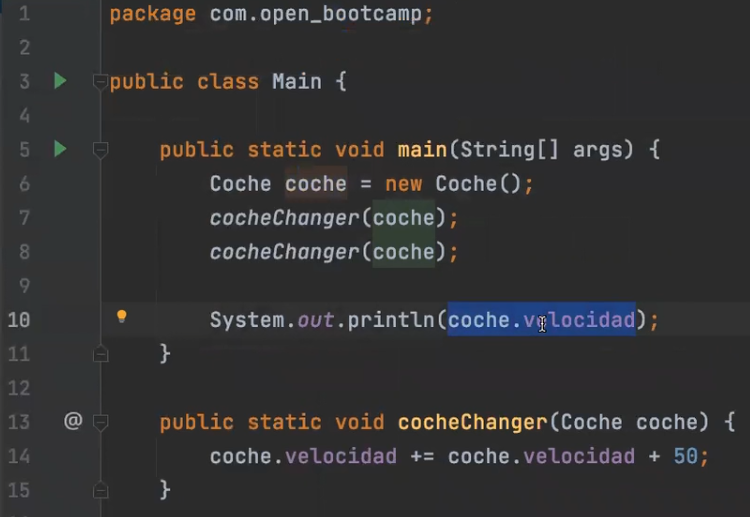 1 package com.open_bootcamp;
2
3 public class Main {
4
5 public static void main(String[] args) {
6 Coche coche = new Coche();
7 cocheChanger(coche);
8 cocheChanger(coche);
9
10 System.out.println(coche.velocidad);
11 }
12
13 @ public static void cocheChanger(Coche coche) {
14 coche.velocidad += coche.velocidad + 50;
15 }